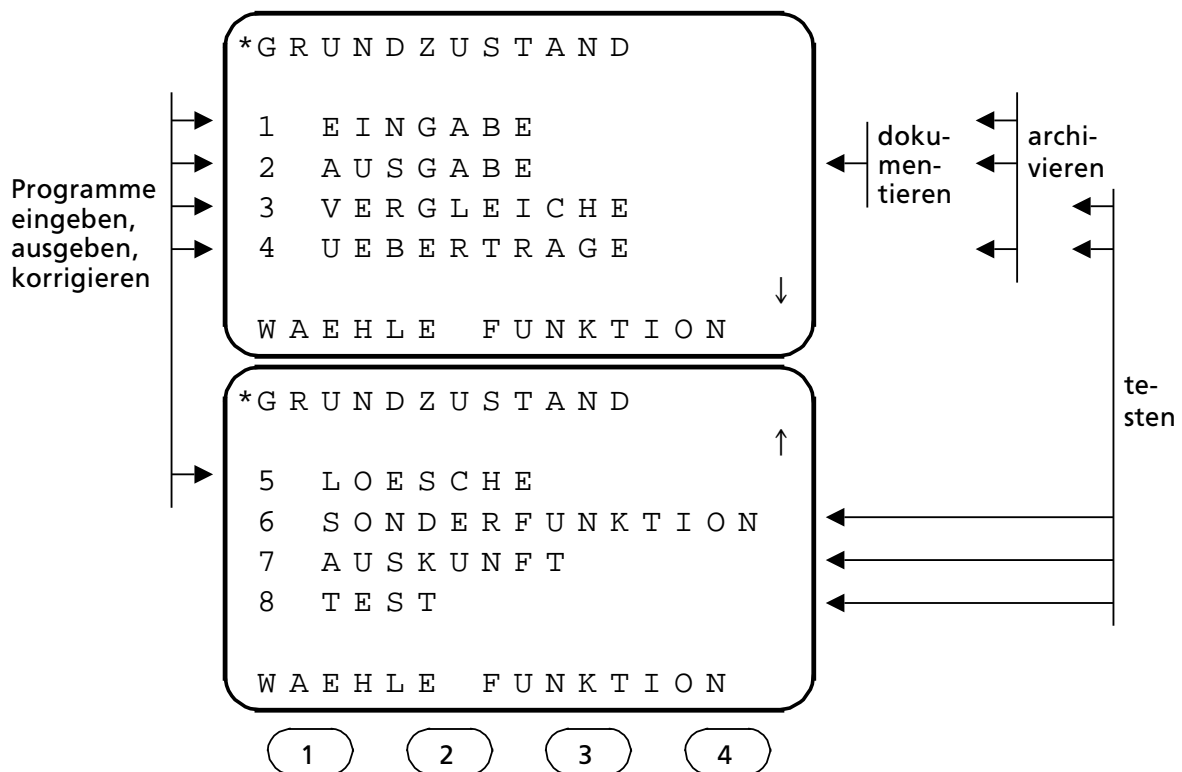 *GRUNDZUSTAND
1 EINGABE
2 AUSGABE
3 VERGLEICHE
4 UEBERTRAGE
↓
WAEHLE FUNKTION
Programme
eingeben,
ausgeben,
korrigieren
doku-
men-
tieren
archi-
vieren
te-
sten
*GRUNDZUSTAND
↑
5 LOESCHE
6 SONDERFUNKTION
7 AUSKUNFT
8 TEST
WAEHLE FUNKTION
1 2 3 4